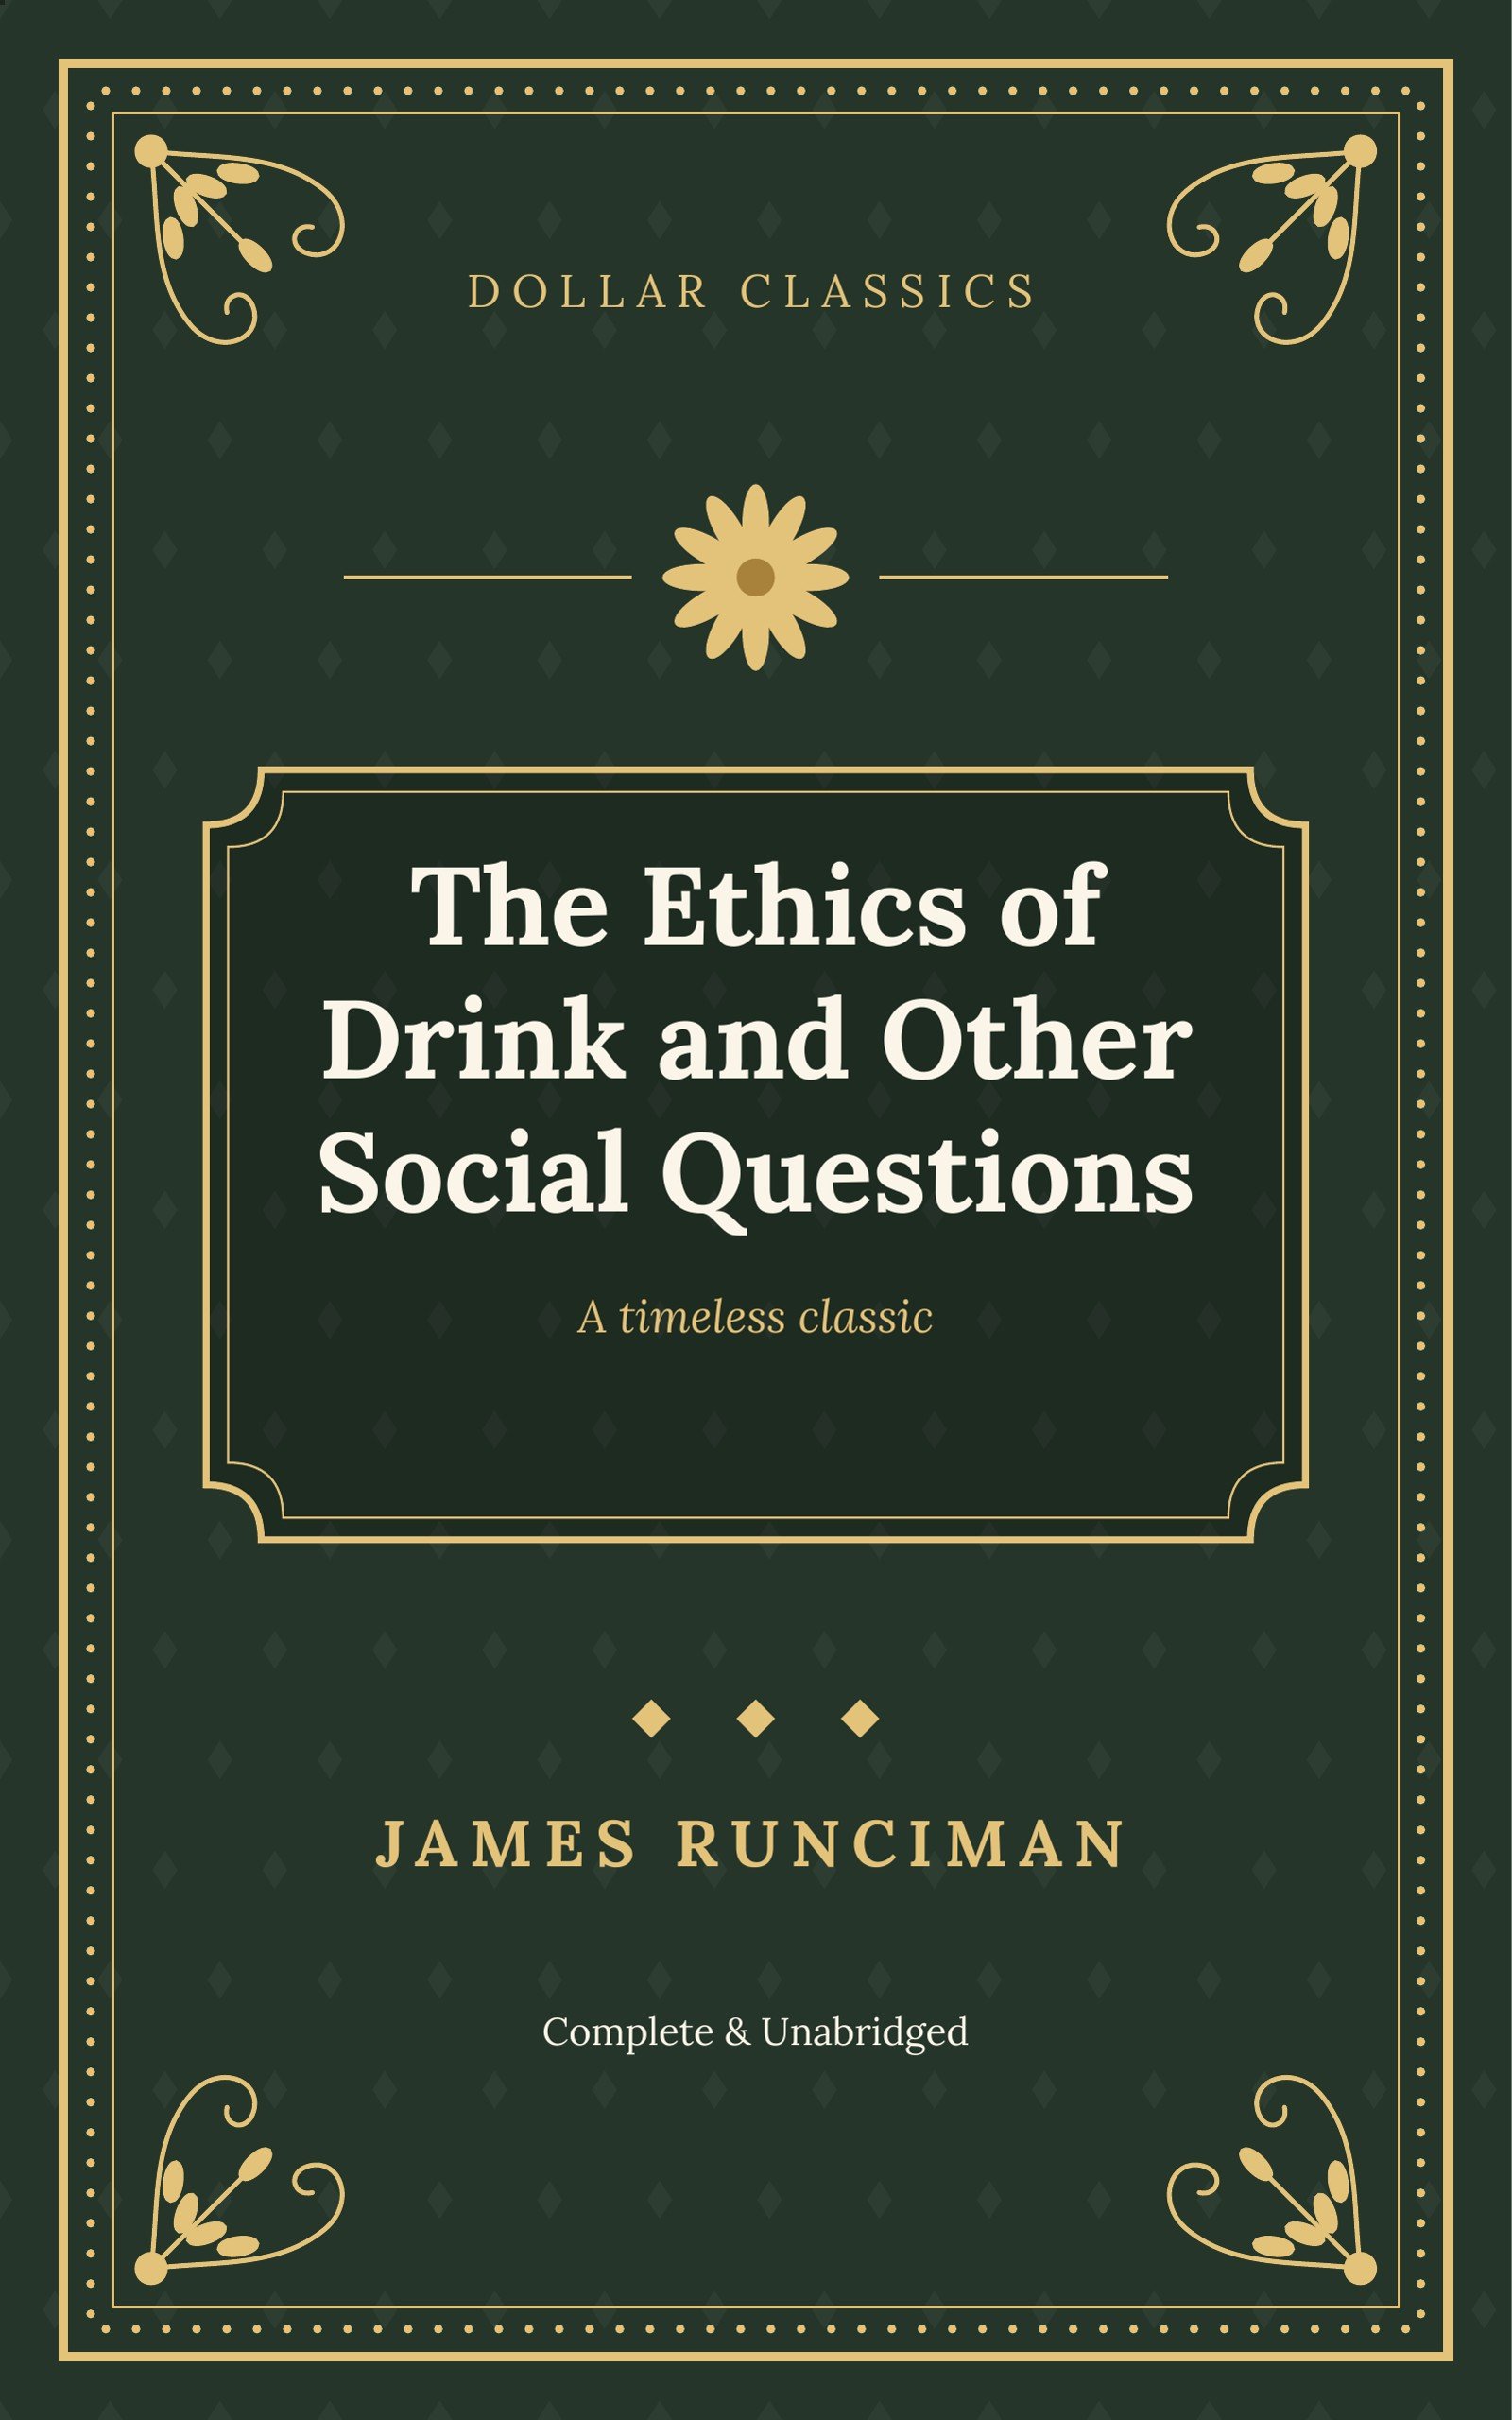 DOLLAR CLASSICS
The Ethics of
Drink and Other
Social Questions
A timeless classic
JAMES RUNCIMAN
Complete & Unabridged